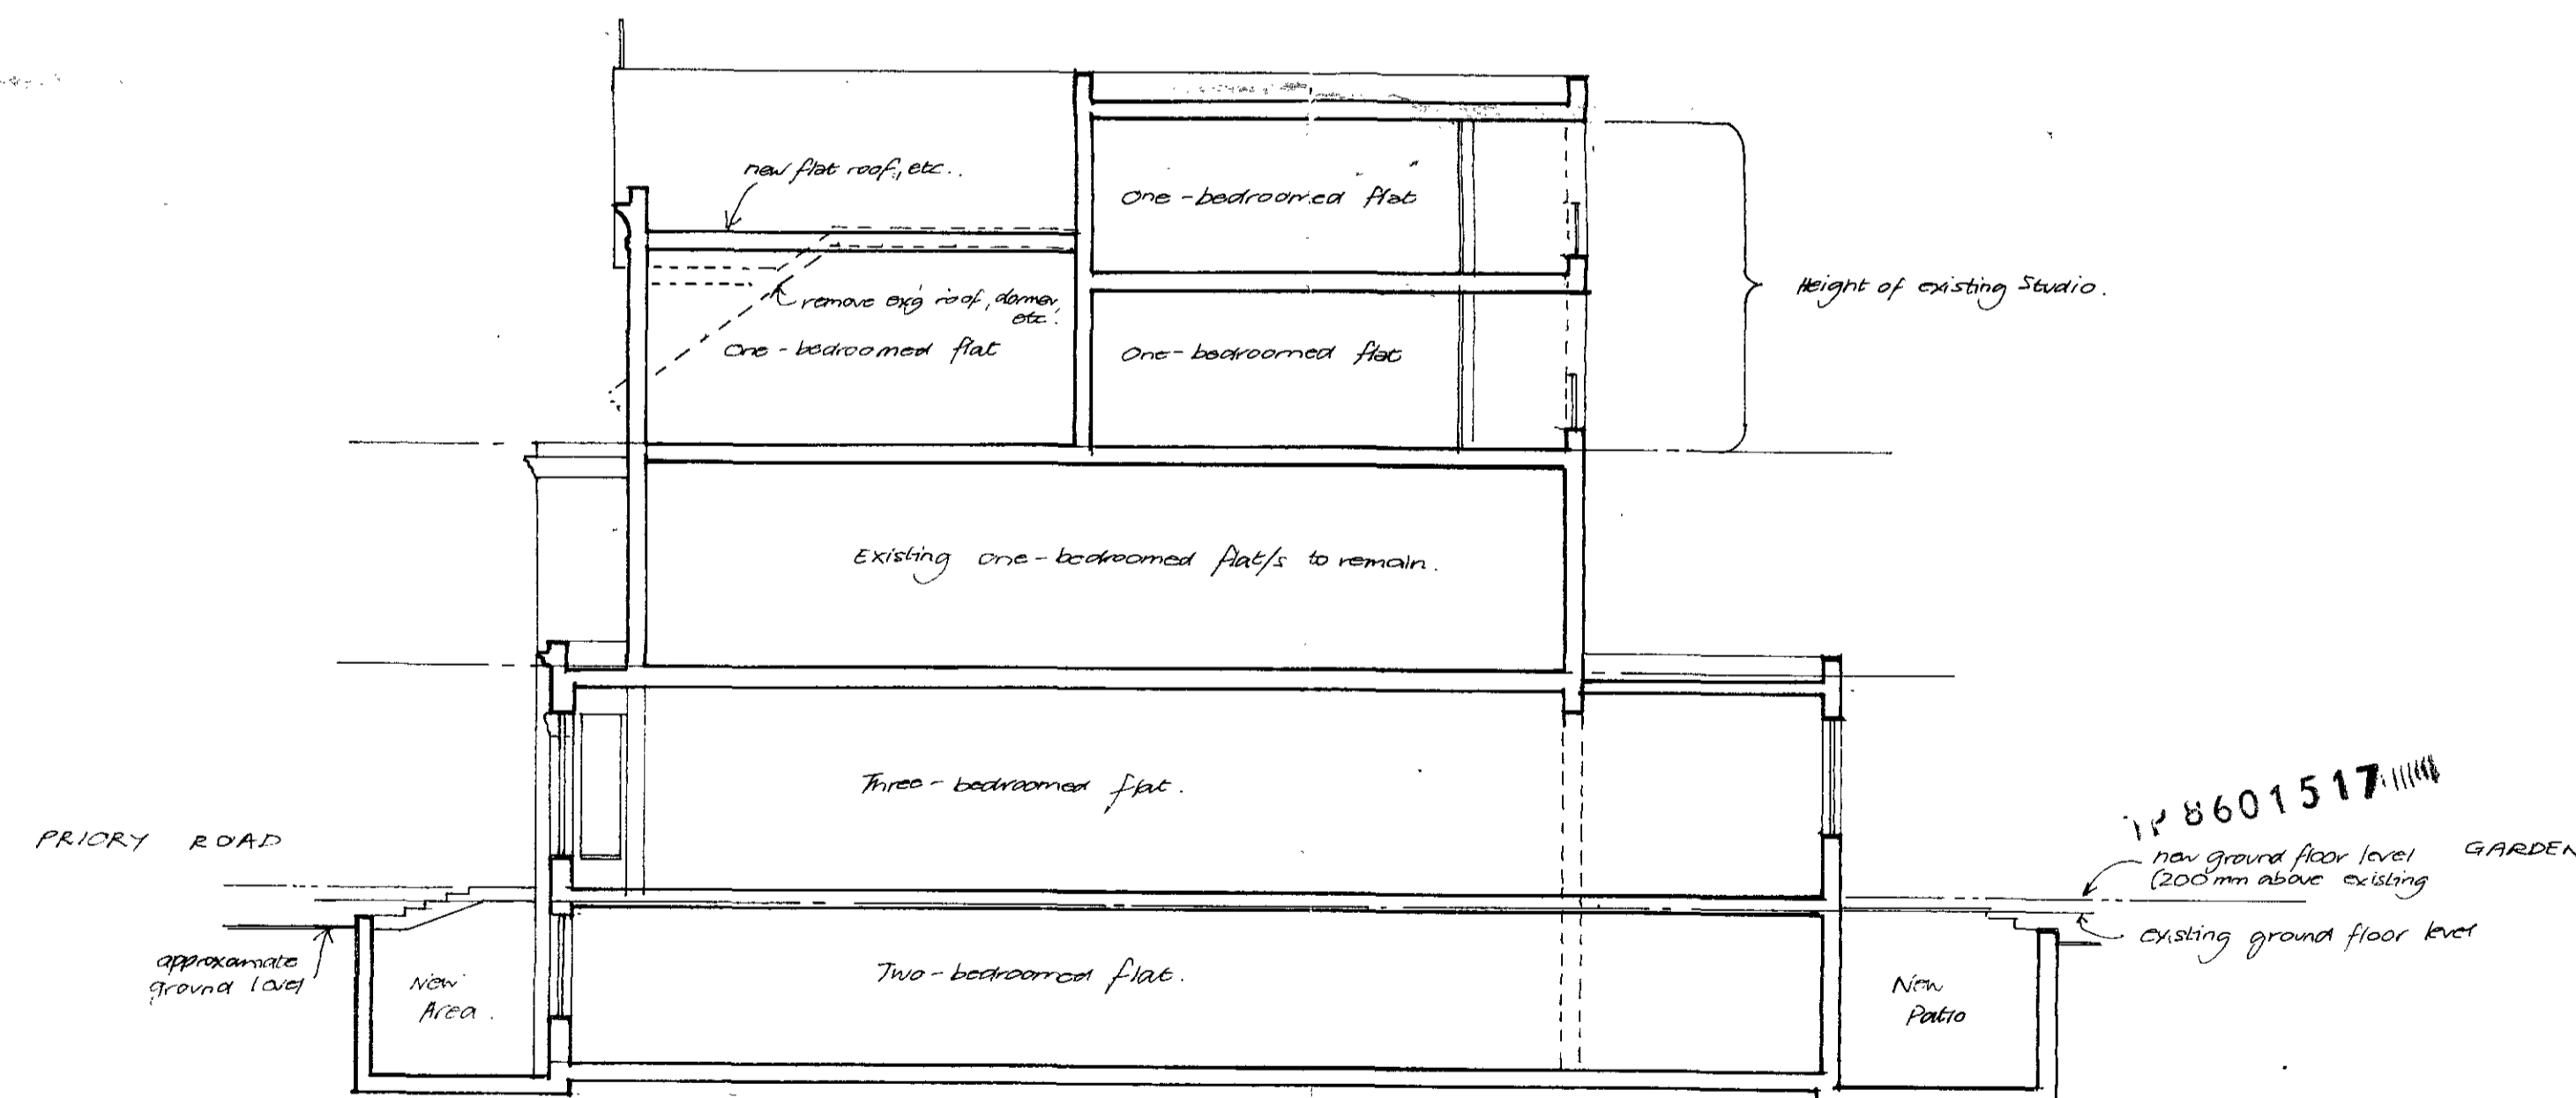 new flat roof, etc..
One-bedroomed flat
remove exg roof, dormer,
etc.
One-bedroomed flat
One-bedroomed flat
Height of existing Studio.
Existing one-bedroomed flat/s to remain.
Three-bedroomed flat.
PRIORY ROAD
8601517
new ground floor level
(200mm above existing
GARDEN
existing ground floor level
approxamate
ground level
New
Area.
Two-bedroomed flat.
New
Patio